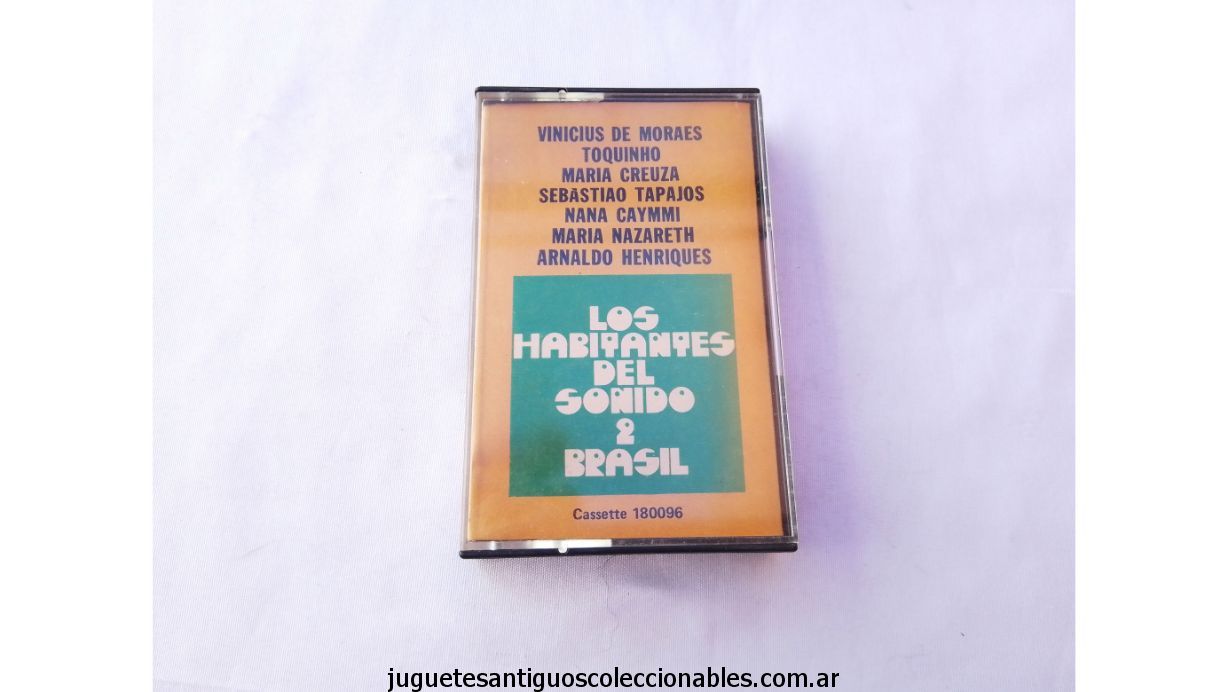 VINICIUS DE MORAES
TOQUINHO
MARIA CREUZA
SEBASTIAO TAPAJOS
NANA CAYMMI
MARIA NAZARETH
ARNALDO HENRIQUES
LOS
HABITANTES
DEL
SONIDO
2
BRASIL
Cassette 180096
juguetesantiguoscoleccionables.com.ar